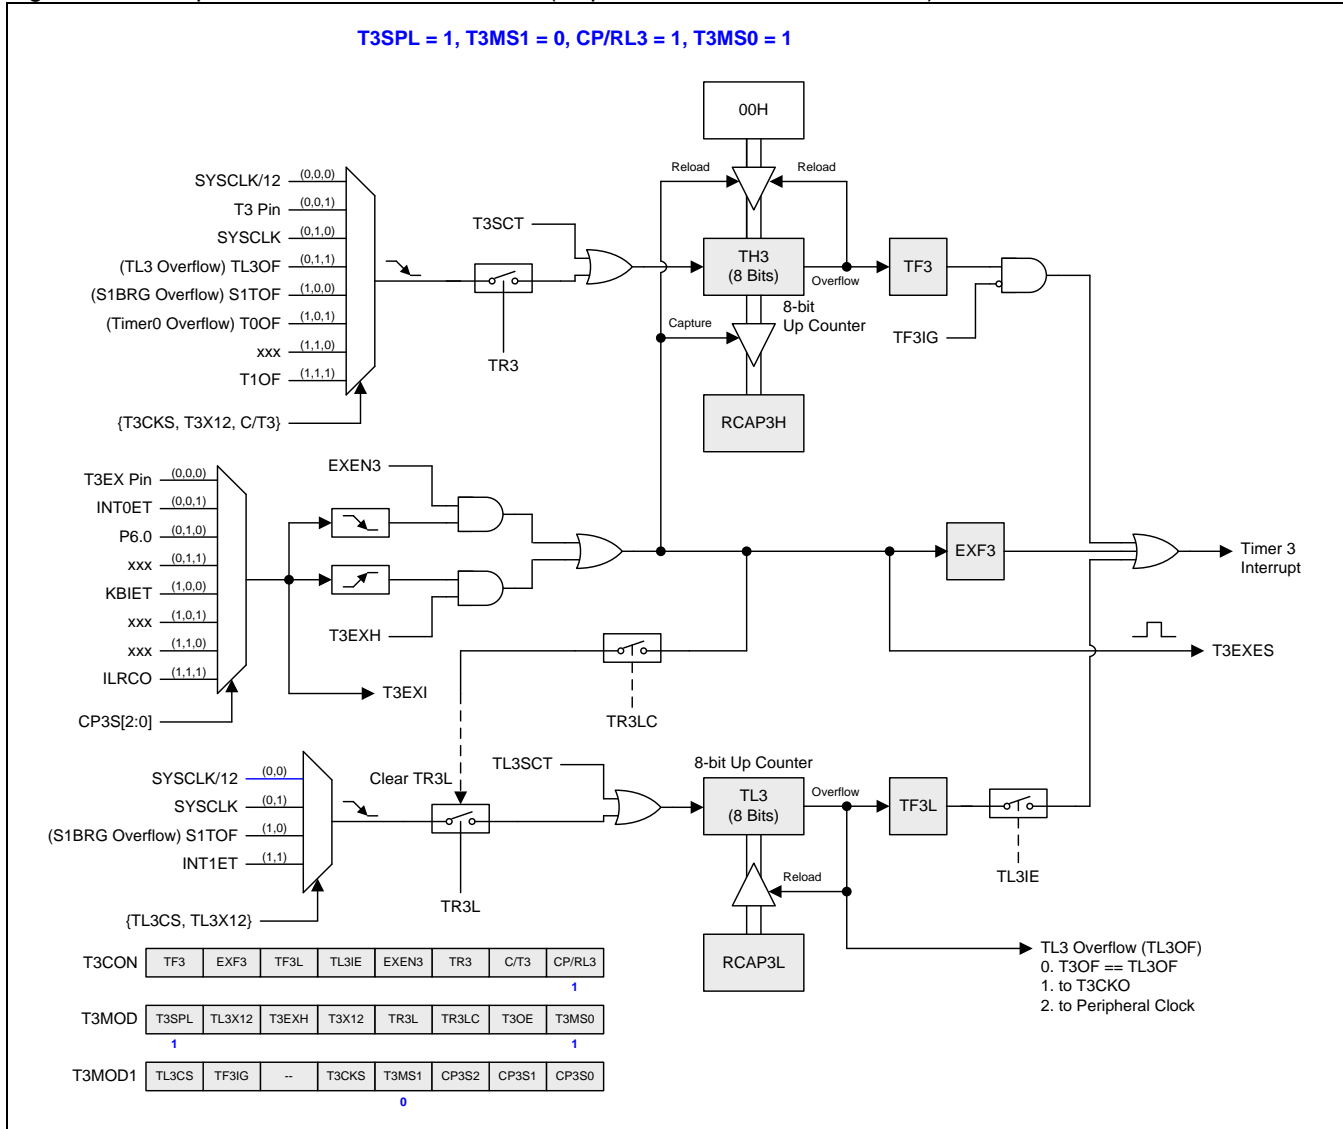 T3SPL = 1, T3MS1 = 0, CP/RL3 = 1, T3MS0 = 1
00H
Reload
Reload
SYSCLK/12 (0,0,0)
T3 Pin (0,0,1)
SYSCLK (0,1,0)
(TL3 Overflow) TL3OF (0,1,1)
(S1BRG Overflow) S1TOF (1,0,0)
(Timer0 Overflow) T0OF (1,0,1)
xxx (1,1,0)
T1OF (1,1,1)
{T3CKS, T3X12, C/T3}
T3SCT
TR3
TH3
(8 Bits)
Overflow
8-bit
Up Counter
TF3
TF3IG
Capture
RCAP3H
EXEN3
T3EX Pin (0,0,0)
INT0ET (0,0,1)
P6.0 (0,1,0)
xxx (0,1,1)
KBIET (1,0,0)
xxx (1,0,1)
xxx (1,1,0)
ILRCO (1,1,1)
CP3S[2:0]
T3EXH
T3EXI
EXF3
Timer 3
Interrupt
T3EXES
TR3LC
SYSCLK/12 (0,0)
SYSCLK (0,1)
(S1BRG Overflow) S1TOF (1,0)
INT1ET (1,1)
{TL3CS, TL3X12}
Clear TR3L
TR3L
TL3SCT
8-bit Up Counter
TL3
(8 Bits)
Overflow
TF3L
TL3IE
Reload
RCAP3L
TL3 Overflow (TL3OF)
0. T3OF == TL3OF
1. to T3CKO
2. to Peripheral Clock
T3CON TF3 EXF3 TF3L TL3IE EXEN3 TR3 C/T3 CP/RL3
1
T3MOD T3SPL TL3X12 T3EXH T3X12 TR3L TR3LC T3OE T3MS0
1 1
T3MOD1 TL3CS TF3IG -- T3CKS T3MS1 CP3S2 CP3S1 CP3S0
0